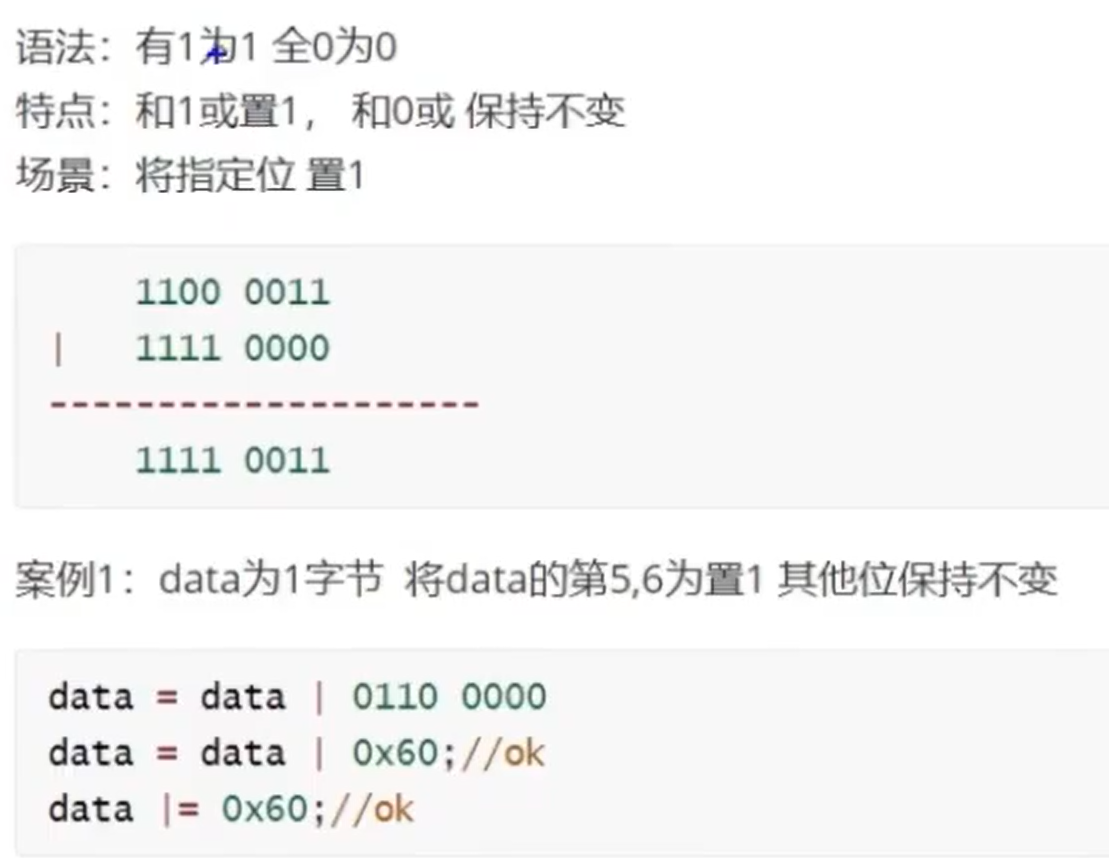 语法：有1为1 全0为0
特点：和1或置1， 和0或 保持不变
场景：将指定位 置1
1100 0011
| 1111 0000
--------------------
1111 0011
案例1：data为1字节 将data的第5,6为置1 其他位保持不变
data = data | 0110 0000
data = data | 0x60;//ok
data |= 0x60;//ok